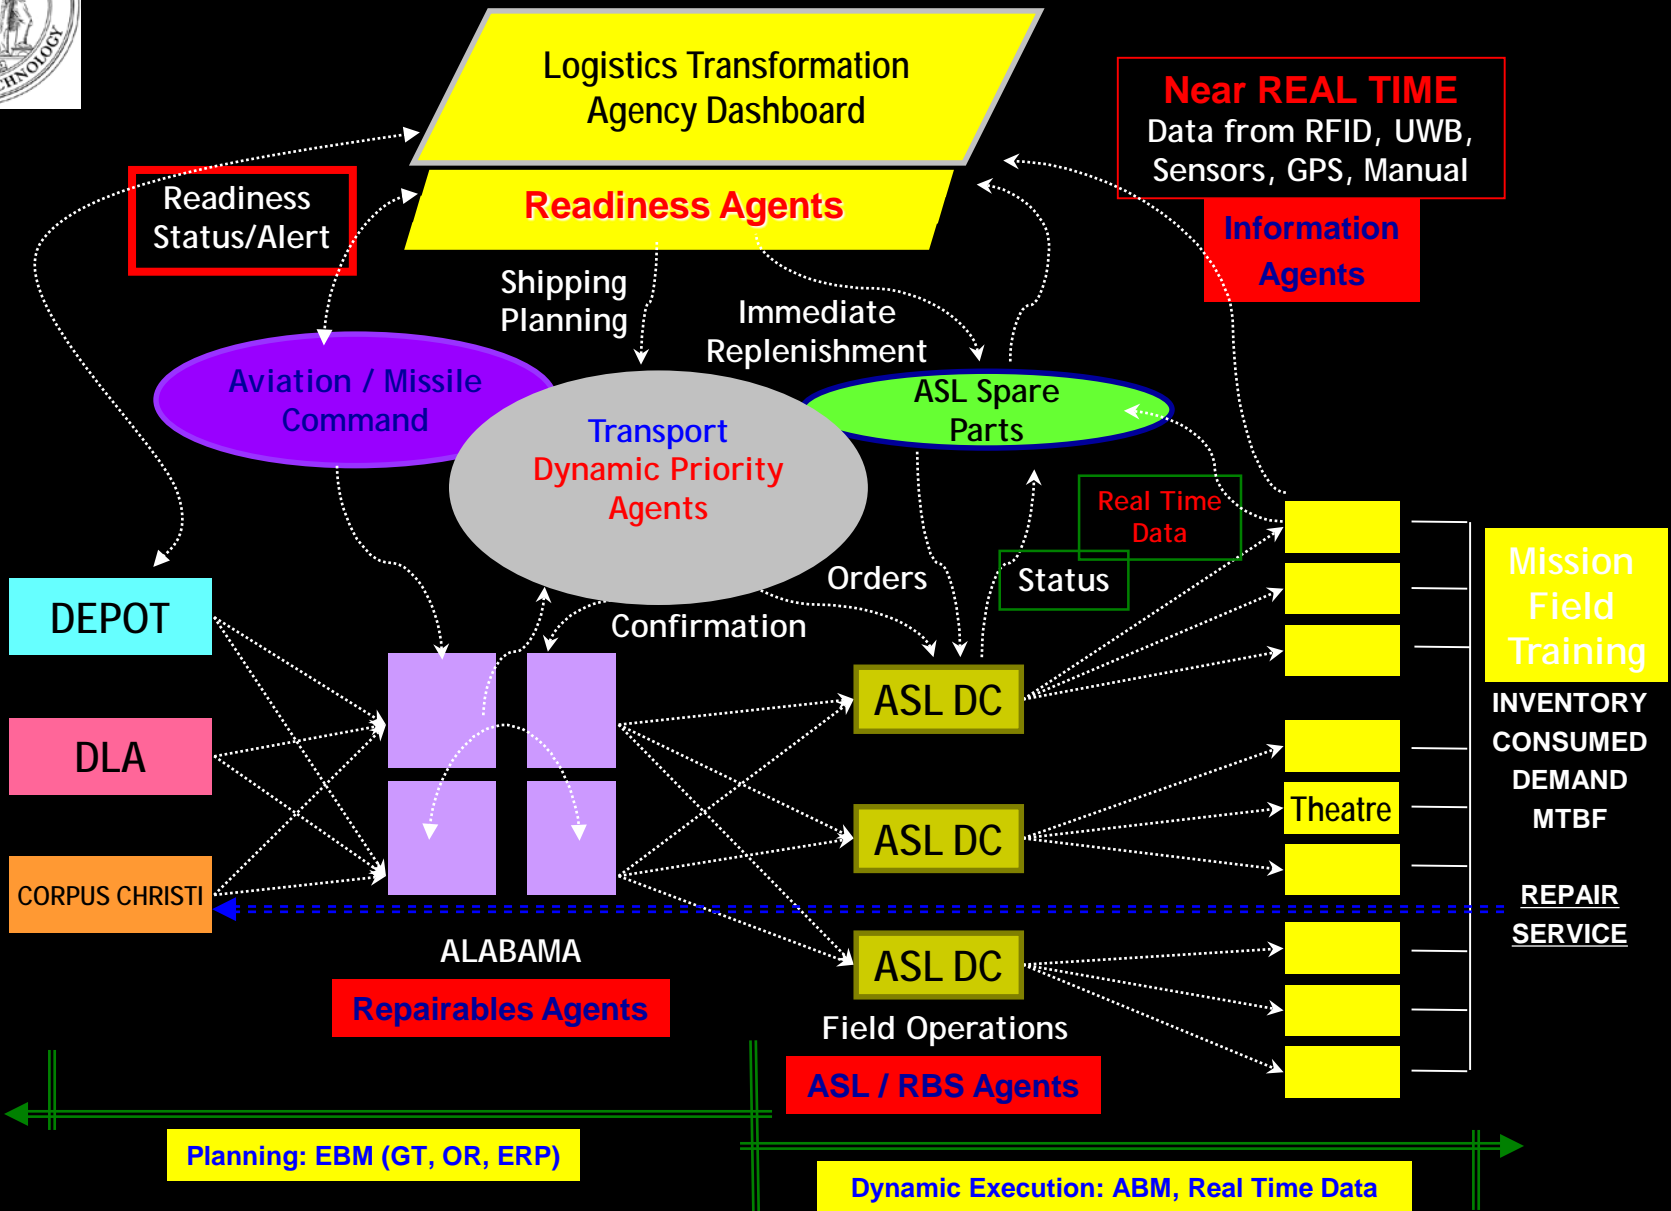 CHNOLOGY
Logistics Transformation
Agency Dashboard
Readiness Agents
Near REAL TIME
Data from RFID, UWB,
Sensors, GPS, Manual
Information
Agents
Readiness
Status/Alert
Shipping
Planning
Immediate
Replenishment
Aviation / Missile
Command
Transport
Dynamic Priority
Agents
ASL Spare
Parts
Real Time
Data
Status
Orders
Confirmation
DEPOT
DLA
CORPUS CHRISTI
ALABAMA
Repairables Agents
ASL DC
ASL DC
ASL DC
Field Operations
ASL / RBS Agents
Theatre
Mission
Field
Training
INVENTORY
CONSUMED
DEMAND
MTBF
REPAIR
SERVICE
Planning: EBM (GT, OR, ERP)
Dynamic Execution: ABM, Real Time Data